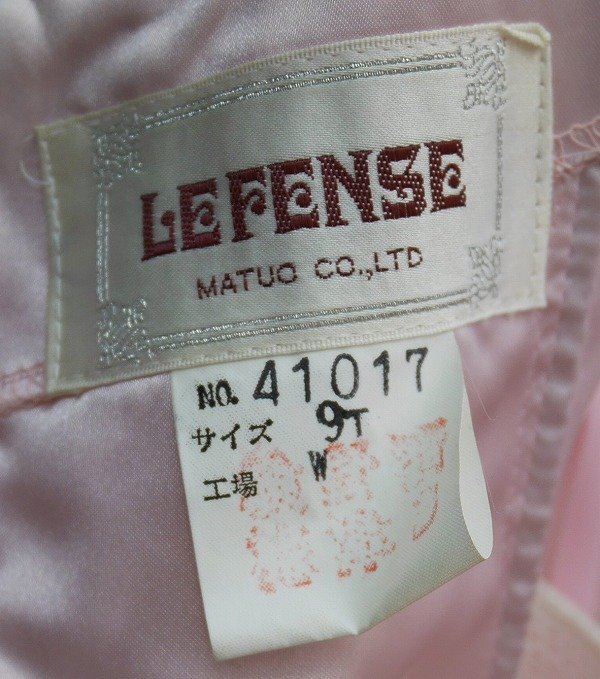 LEFENSE
MATUO CO.,LTD
NO. 41017
サイズ 9T
工場 W